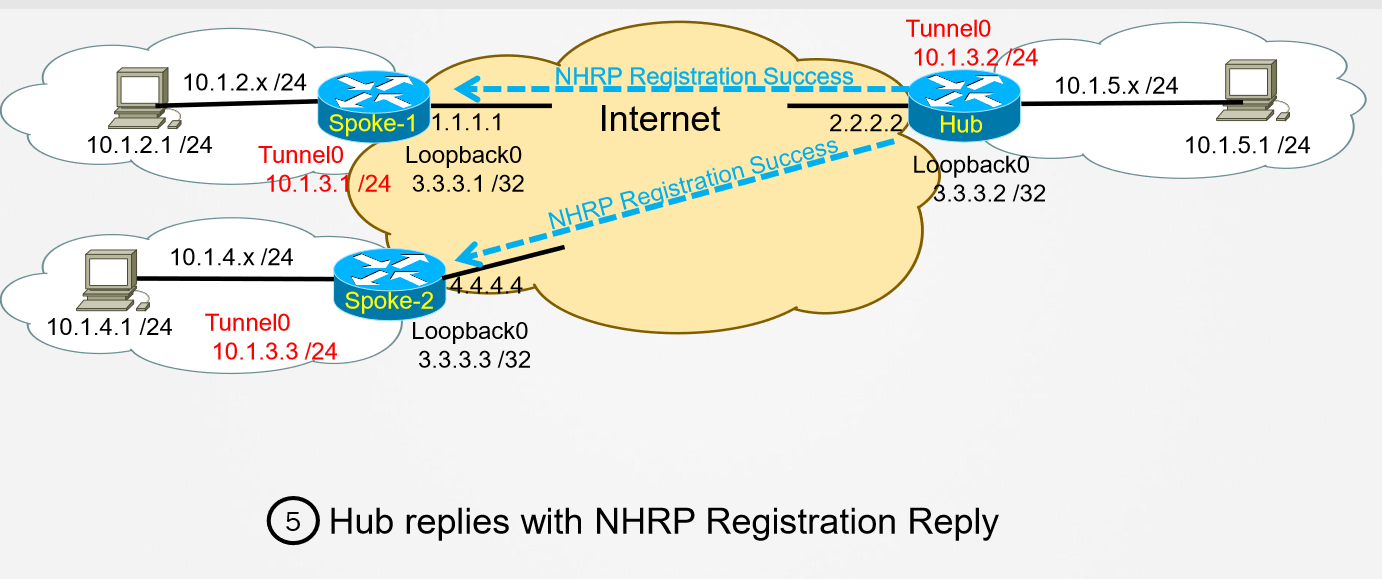 Tunnel0
10.1.3.2 /24
NHRP Registration Success
10.1.2.x /24
10.1.5.x /24
Spoke-1
1.1.1.1
Internet
2.2.2.2
Hub
10.1.2.1 /24
10.1.5.1 /24
Tunnel0
10.1.3.1 /24
Loopback0
3.3.3.1 /32
NHRP Registration Success
Loopback0
3.3.3.2 /32
10.1.4.x /24
Spoke-2
4.4.4.4
10.1.4.1 /24
Tunnel0
10.1.3.3 /24
Loopback0
3.3.3.3 /32
5 Hub replies with NHRP Registration Reply